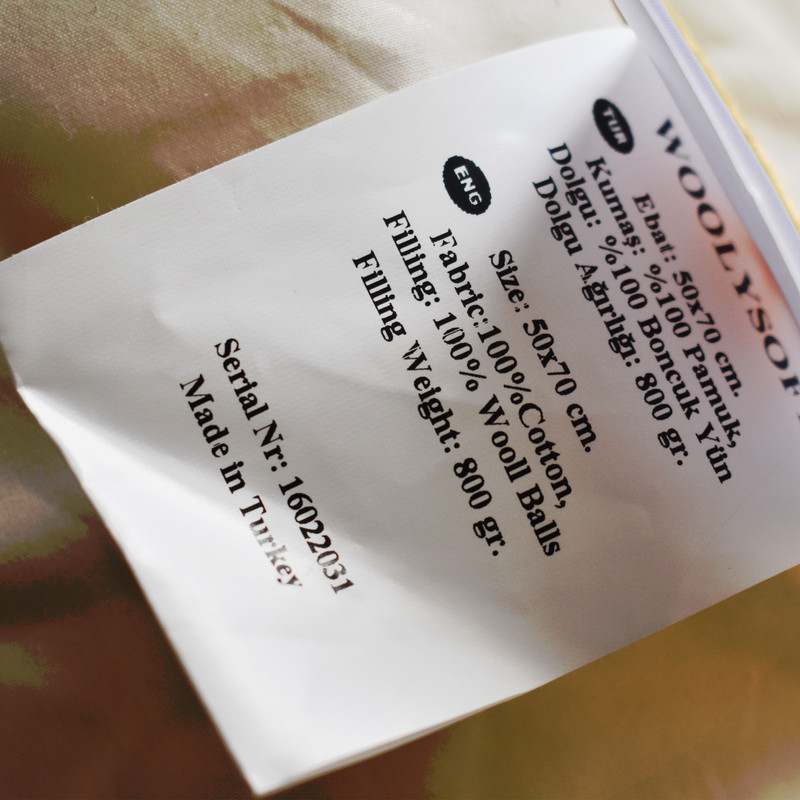 WOOLYSOF
TUR
Ebat: 50x70 cm.
Kumaş: %100 Pamuk,
Dolgu: %100 Boncuk Yün
Dolgu Ağırlığı: 800 gr.
ENG
Size: 50x70 cm.
Fabric:100%Cotton,
Filling: 100% Wooll Balls
Filling Weight: 800 gr.
Serial Nr: 16022031
Made in Turkey